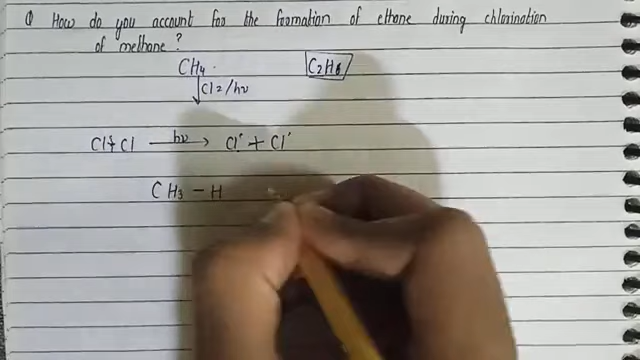 Q How do you account for the formation of ethane during chlorination
of methane?
CH4. C2H6
Cl2/hν
Cl+Cl hν → Cl· + Cl·
CH3 – H